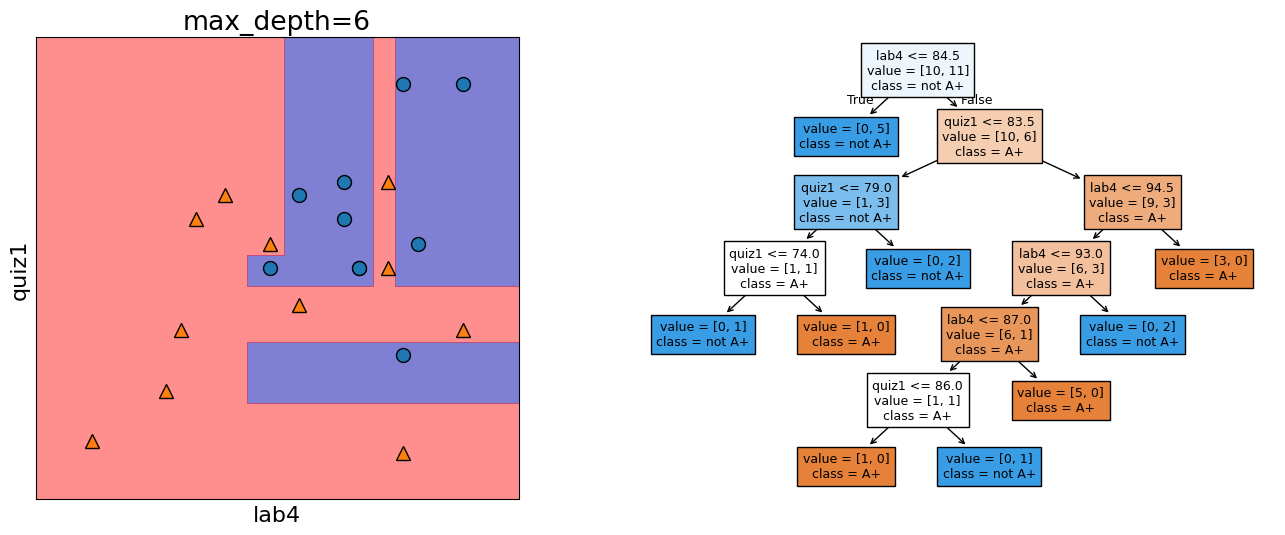 max_depth=6
quiz1
lab4
lab4 <= 84.5
value = [10, 11]
class = not A+
True
False
value = [0, 5]
class = not A+
quiz1 <= 83.5
value = [10, 6]
class = A+
quiz1 <= 79.0
value = [1, 3]
class = not A+
lab4 <= 94.5
value = [9, 3]
class = A+
quiz1 <= 74.0
value = [1, 1]
class = A+
value = [0, 2]
class = not A+
lab4 <= 93.0
value = [6, 3]
class = A+
value = [3, 0]
class = A+
value = [0, 1]
class = not A+
value = [1, 0]
class = A+
lab4 <= 87.0
value = [6, 1]
class = A+
value = [0, 2]
class = not A+
quiz1 <= 86.0
value = [1, 1]
class = A+
value = [5, 0]
class = A+
value = [1, 0]
class = A+
value = [0, 1]
class = not A+